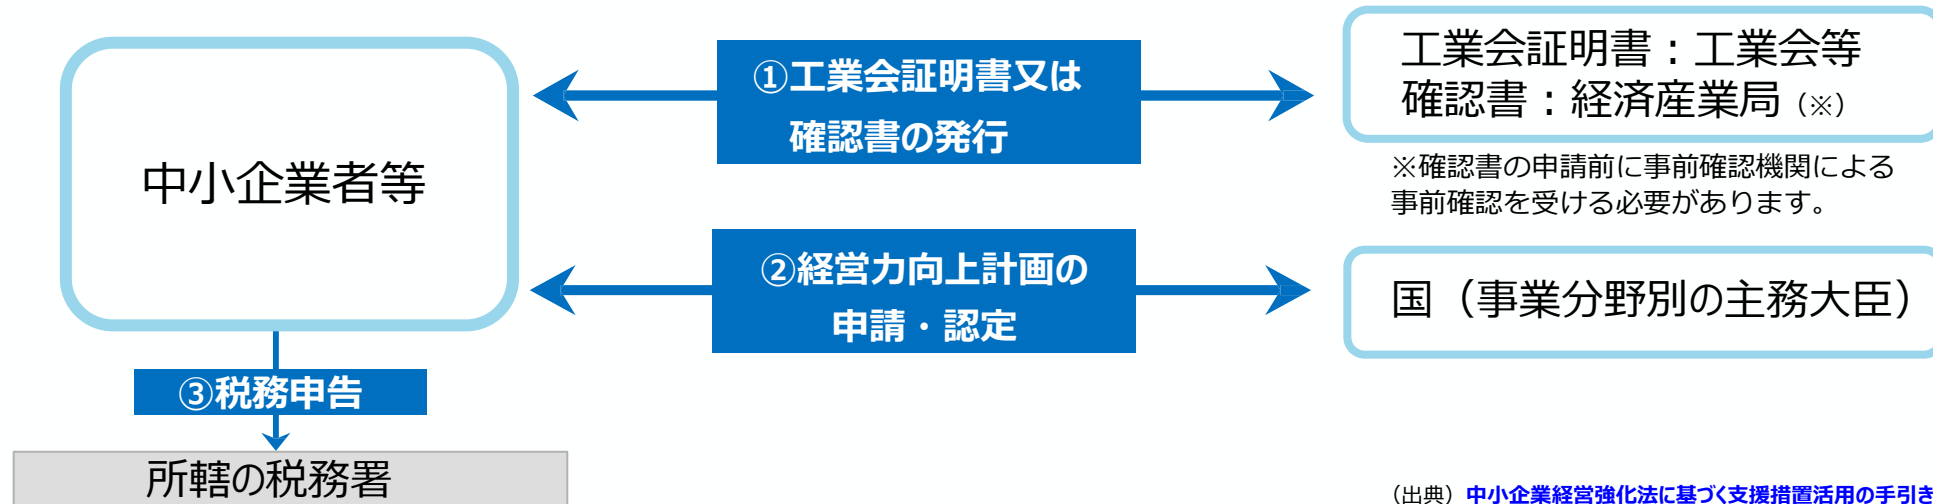 中小企業者等
①工業会証明書又は
確認書の発行
工業会証明書：工業会等
確認書：経済産業局（※）
※確認書の申請前に事前確認機関による
事前確認を受ける必要があります。
②経営力向上計画の
申請・認定
国（事業分野別の主務大臣）
③税務申告
所轄の税務署
（出典）中小企業経営強化法に基づく支援措置活用の手引き